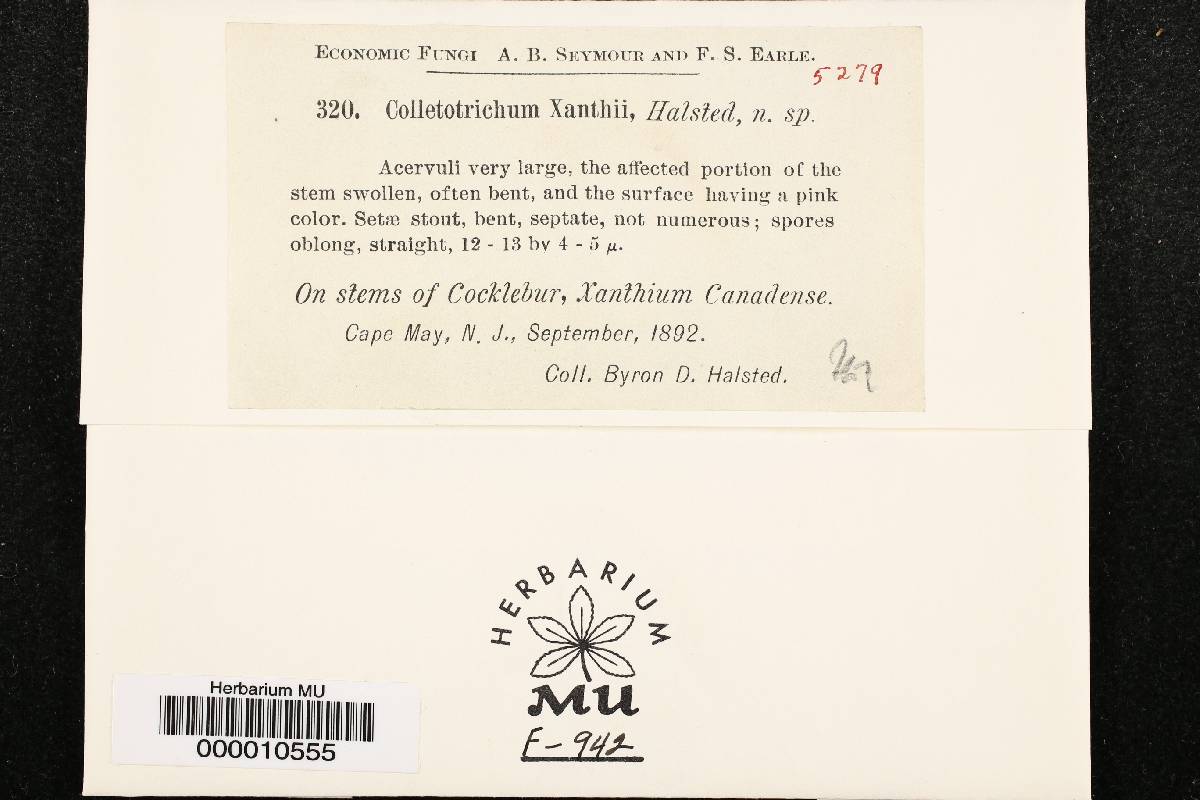 ECONOMIC FUNGI A. B. SEYMOUR AND F. S. EARLE.
5279
320. Colletotrichum Xanthii, Halsted, n. sp.
Acervuli very large, the affected portion of the
stem swollen, often bent, and the surface having a pink
color. Setæ stout, bent, septate, not numerous; spores
oblong, straight, 12 - 13 by 4 - 5 μ.
On stems of Cocklebur, Xanthium Canadense.
Cape May, N. J., September, 1892.
Coll. Byron D. Halsted.
HERBARIUM
MU
F-942
Herbarium MU
000010555